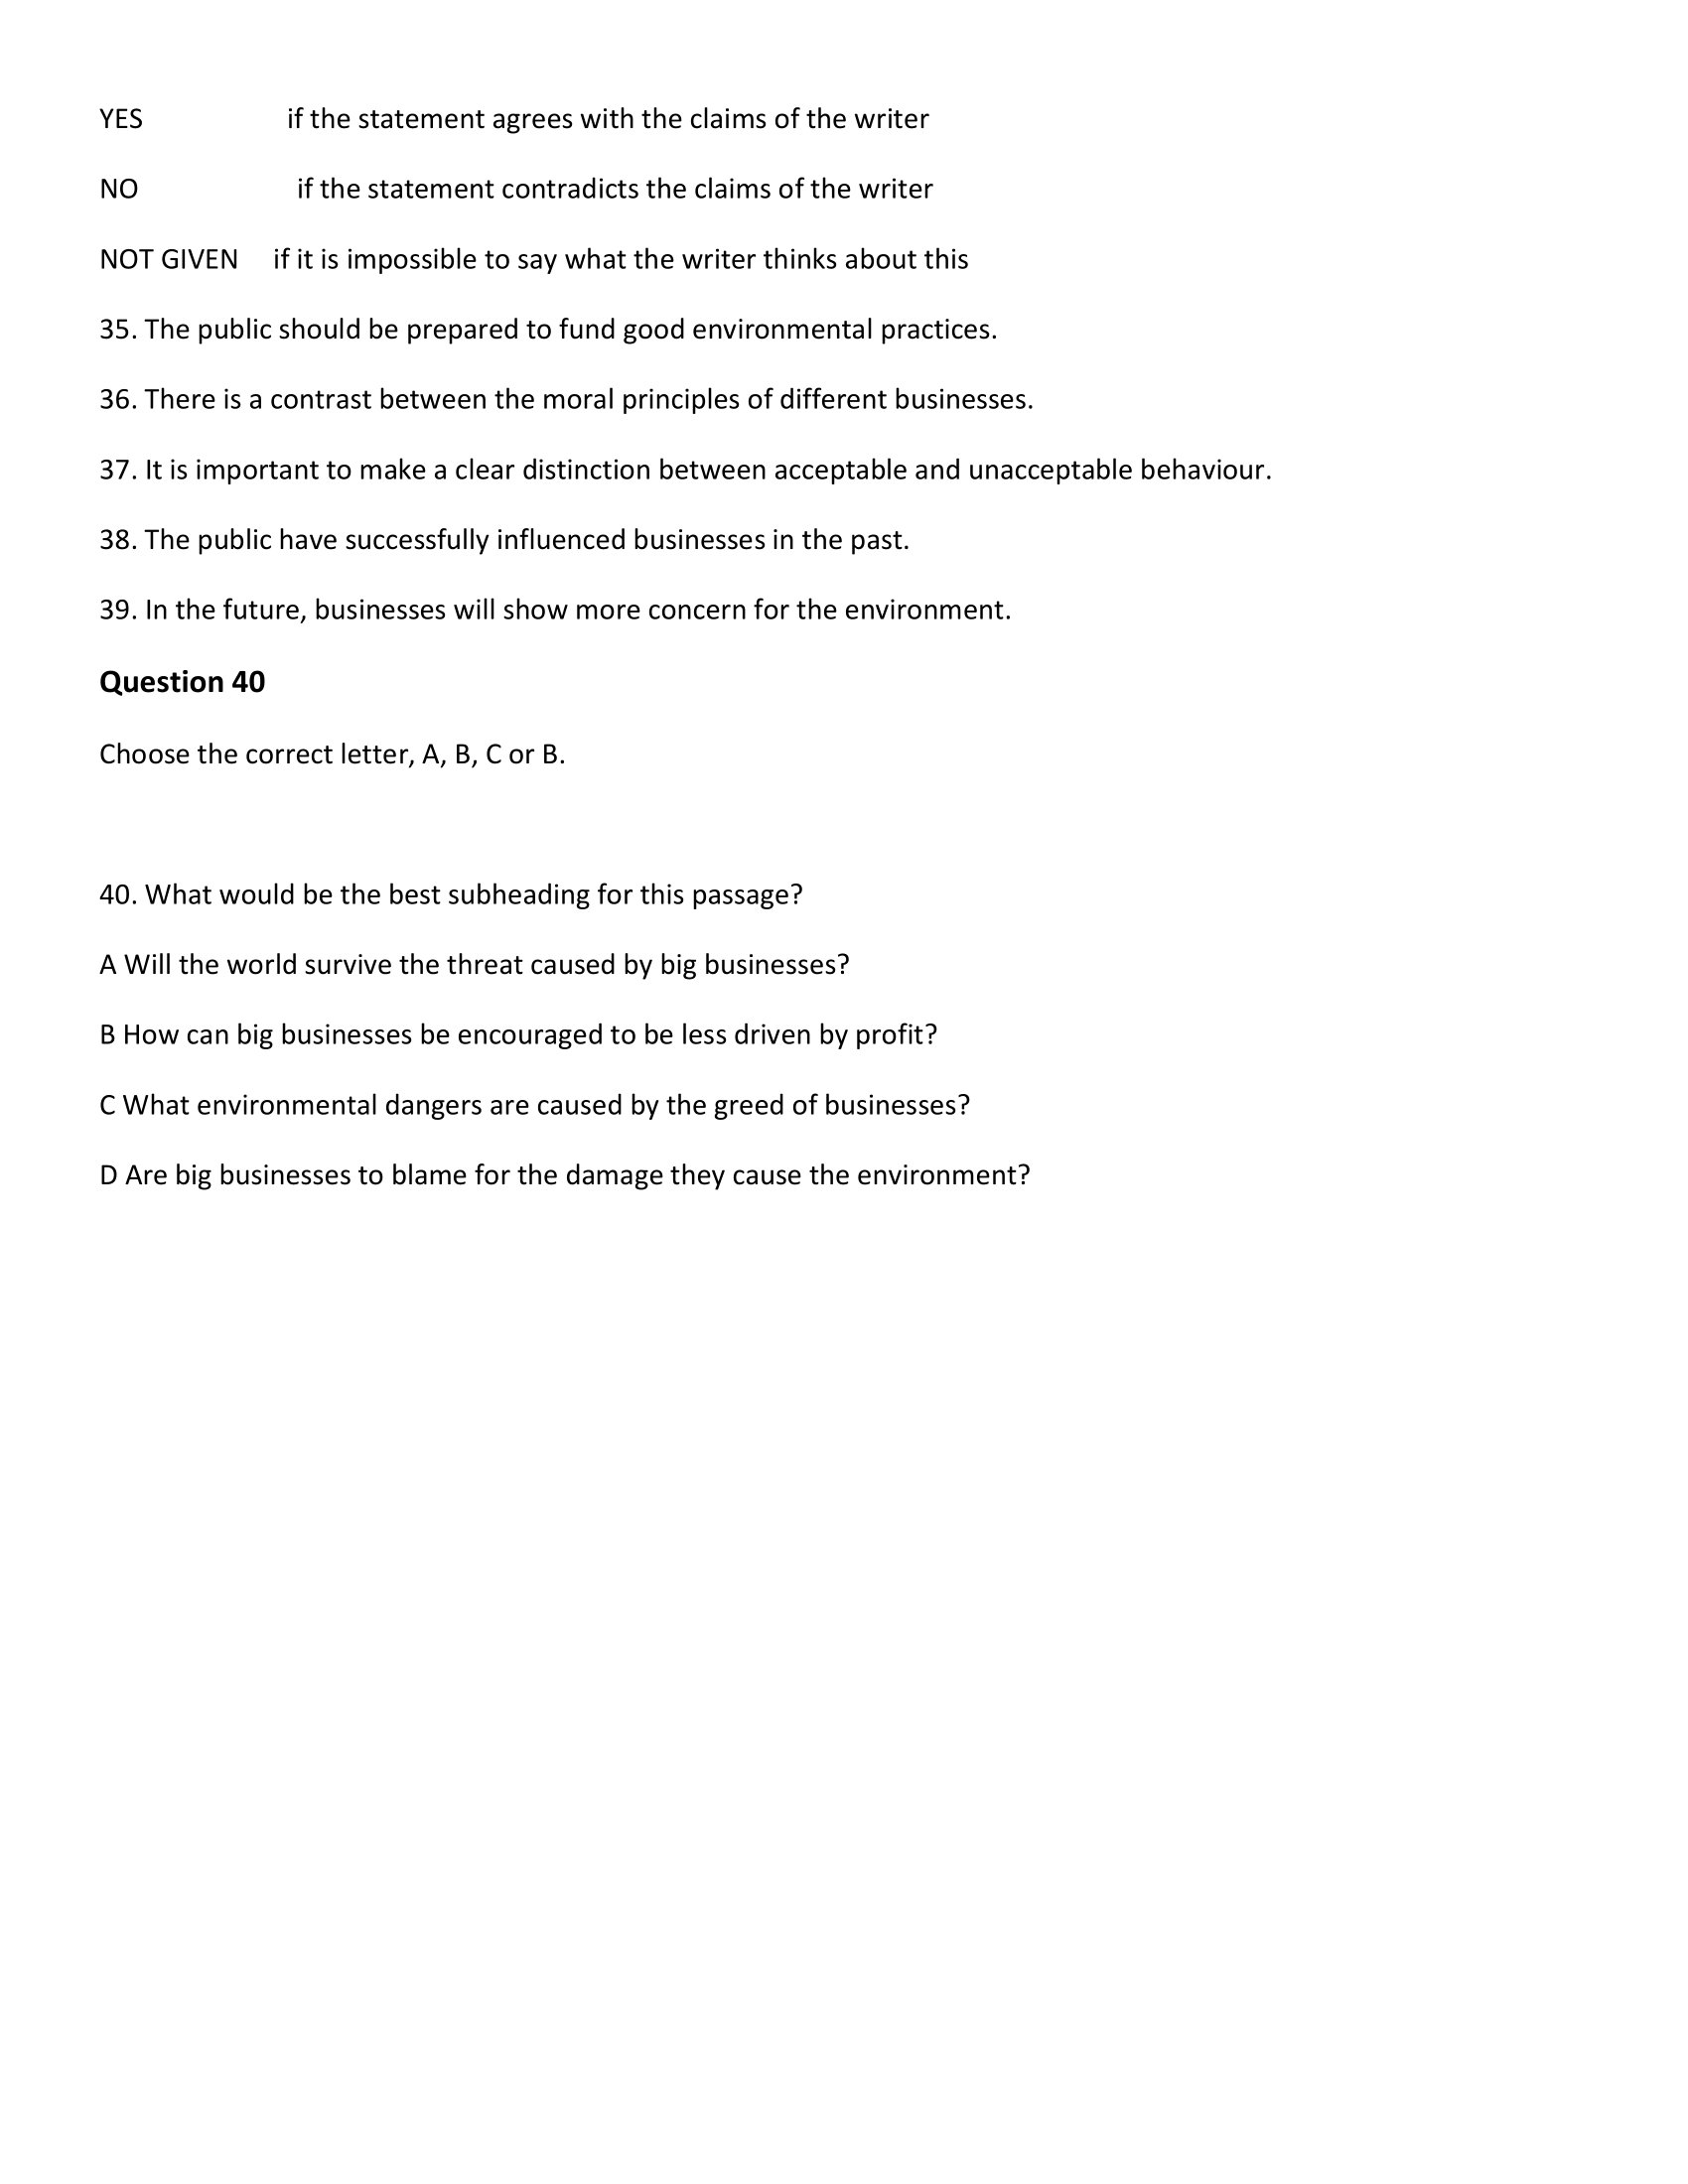 YES if the statement agrees with the claims of the writer
NO if the statement contradicts the claims of the writer
NOT GIVEN if it is impossible to say what the writer thinks about this
35. The public should be prepared to fund good environmental practices.
36. There is a contrast between the moral principles of different businesses.
37. It is important to make a clear distinction between acceptable and unacceptable behaviour.
38. The public have successfully influenced businesses in the past.
39. In the future, businesses will show more concern for the environment.
Question 40
Choose the correct letter, A, B, C or B.
40. What would be the best subheading for this passage?
A Will the world survive the threat caused by big businesses?
B How can big businesses be encouraged to be less driven by profit?
C What environmental dangers are caused by the greed of businesses?
D Are big businesses to blame for the damage they cause the environment?